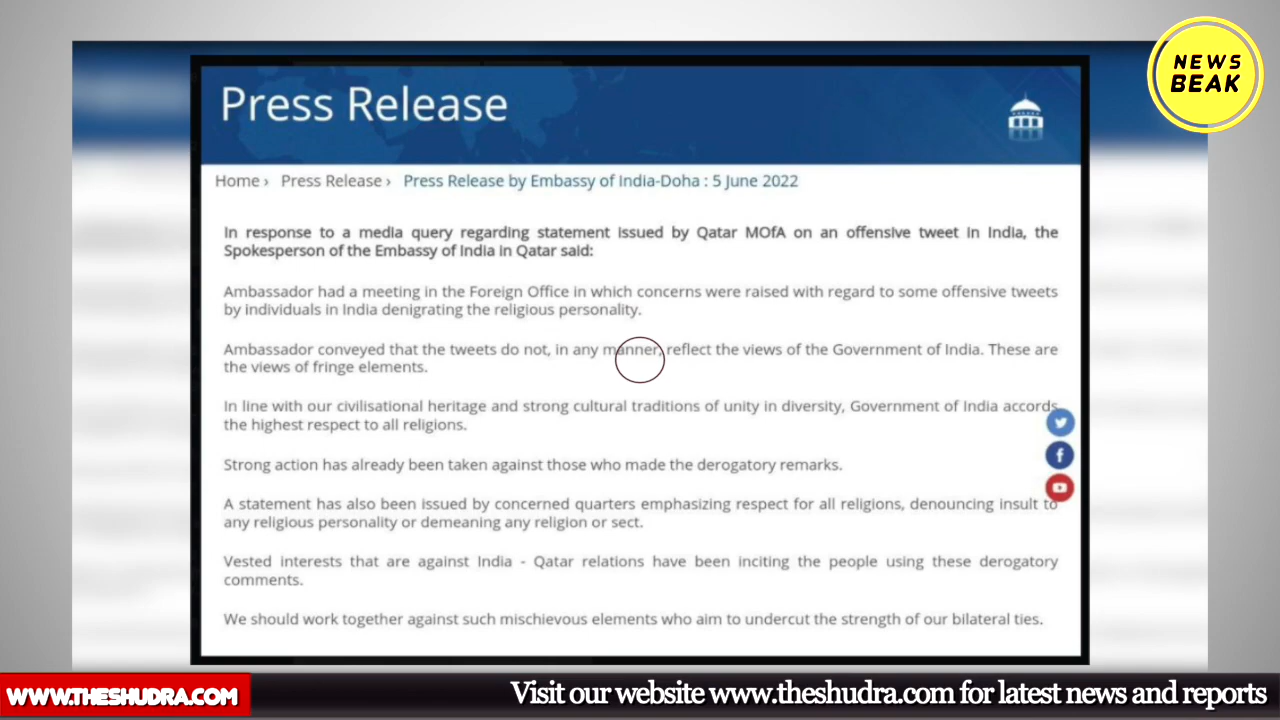 NEWS
BEAK
Press Release
Home › Press Release › Press Release by Embassy of India-Doha : 5 June 2022
In response to a media query regarding statement issued by Qatar MOfA on an offensive tweet in India, the
Spokesperson of the Embassy of India in Qatar said:
Ambassador had a meeting in the Foreign Office in which concerns were raised with regard to some offensive tweets
by individuals in India denigrating the religious personality.
Ambassador conveyed that the tweets do not, in any manner, reflect the views of the Government of India. These are
the views of fringe elements.
In line with our civilisational heritage and strong cultural traditions of unity in diversity, Government of India accords
the highest respect to all religions.
Strong action has already been taken against those who made the derogatory remarks.
A statement has also been issued by concerned quarters emphasizing respect for all religions, denouncing insult to
any religious personality or demeaning any religion or sect.
Vested interests that are against India - Qatar relations have been inciting the people using these derogatory
comments.
We should work together against such mischievous elements who aim to undercut the strength of our bilateral ties.
WWW.THESHUDRA.COM
Visit our website www.theshudra.com for latest news and reports